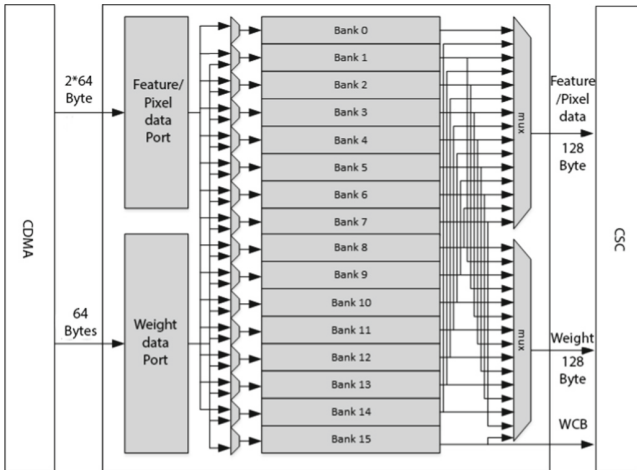 CDMA
2*64
Byte
64
Bytes
Feature/
Pixel
data
Port
Weight
data
Port
Bank 0
Bank 1
Bank 2
Bank 3
Bank 4
Bank 5
Bank 6
Bank 7
Bank 8
Bank 9
Bank 10
Bank 11
Bank 12
Bank 13
Bank 14
Bank 15
mux
mux
Feature
/Pixel
data
128
Byte
Weight
128
Byte
WCB
CSC